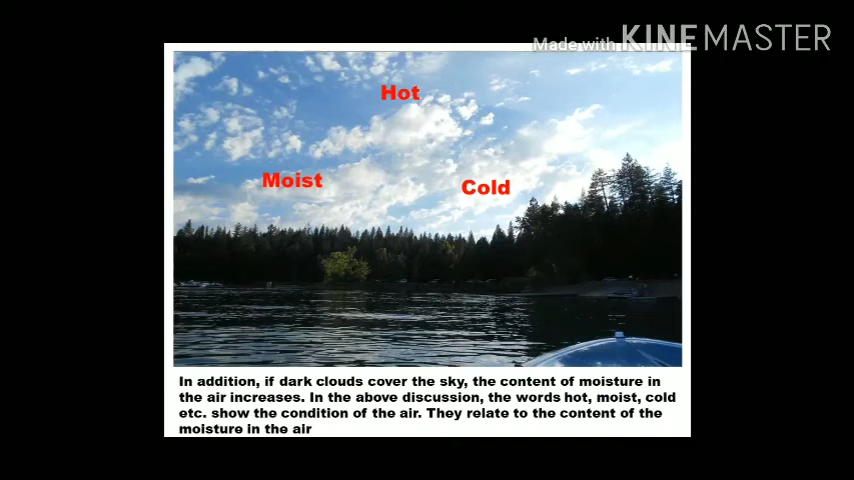 Made with KINEMASTER
Hot
Moist
Cold
In addition, if dark clouds cover the sky, the content of moisture in
the air increases. In the above discussion, the words hot, moist, cold
etc. show the condition of the air. They relate to the content of the
moisture in the air